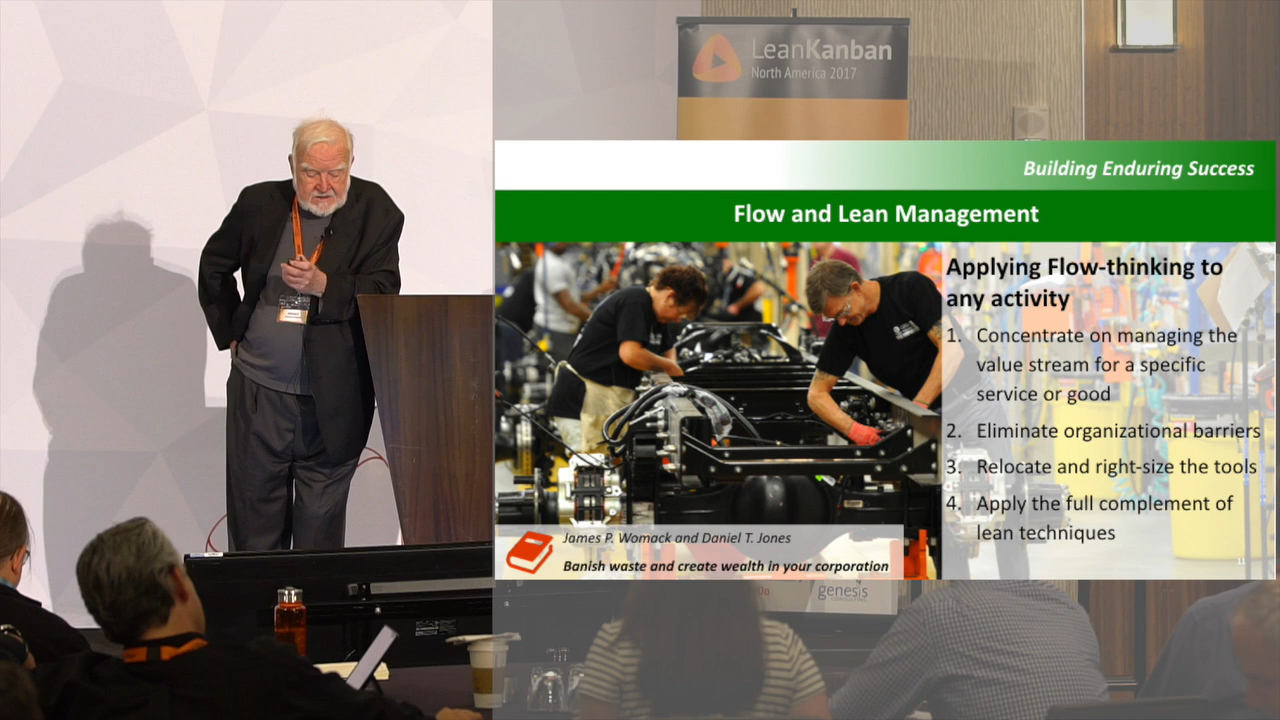 LeanKanban
North America 2017
Building Enduring Success
Flow and Lean Management
Applying Flow-thinking to
any activity
1. Concentrate on managing the
value stream for a specific
service or good
2. Eliminate organizational barriers
3. Relocate and right-size the tools
4. Apply the full complement of
lean techniques
James P. Womack and Daniel T. Jones
Banish waste and create wealth in your corporation
genesis